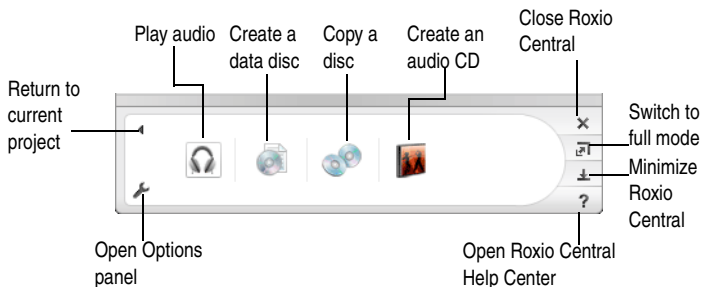 Play audio
Create a
data disc
Copy a
disc
Create an
audio CD
Close Roxio
Central
Return to
current
project
Switch to
full mode
Minimize
Roxio
Central
?
Open Options
panel
Open Roxio Central
Help Center